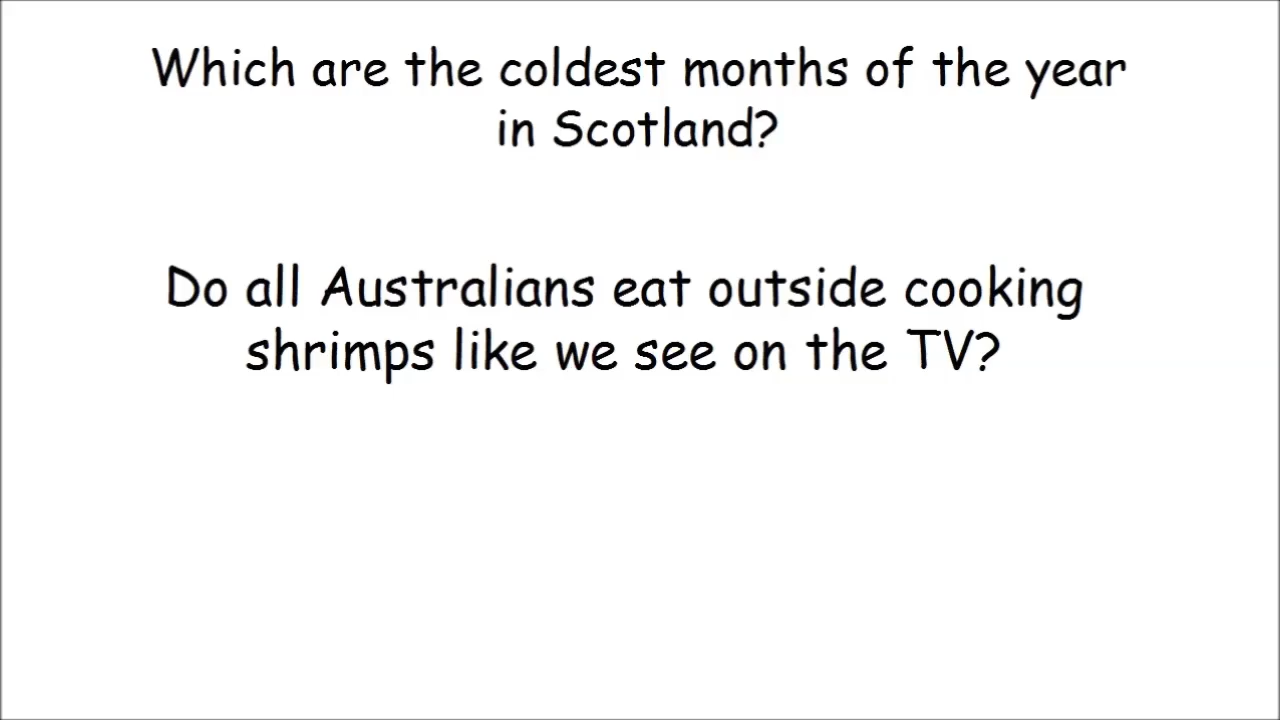 Which are the coldest months of the year
in Scotland?
Do all Australians eat outside cooking
shrimps like we see on the TV?